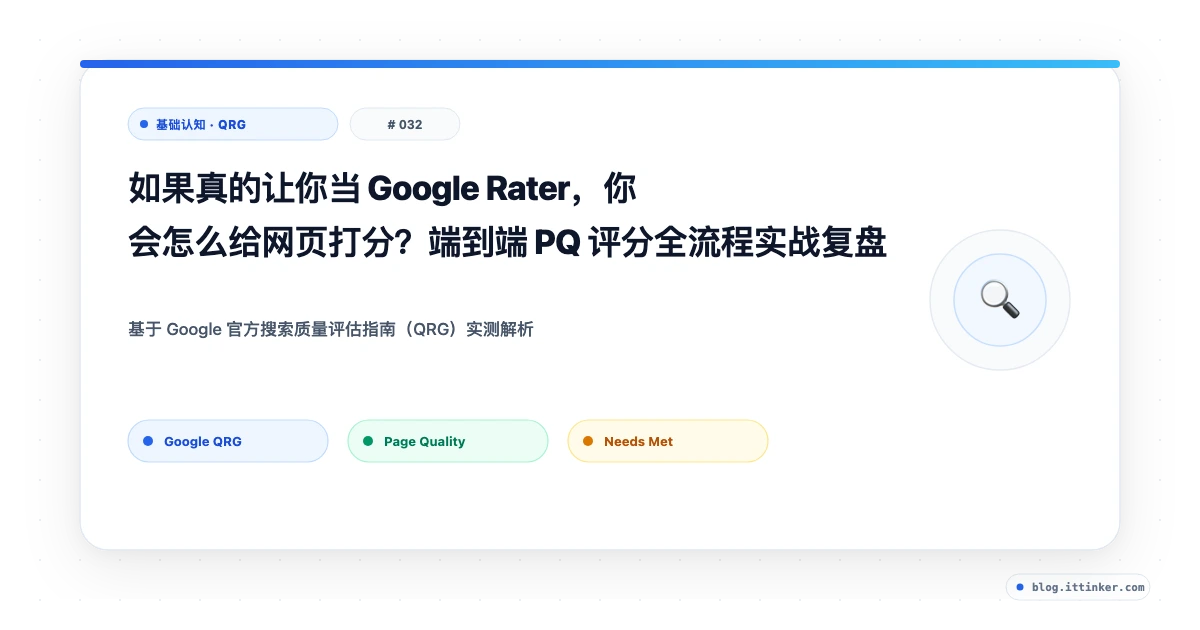 基础认知 · QRG
# 032
如果真的让你当 Google Rater，你
会怎么给网页打分？端到端 PQ 评分全流程实战复盘
基于 Google 官方搜索质量评估指南（QRG）实测解析
Google QRG
Page Quality
Needs Met
blog.ittinker.com